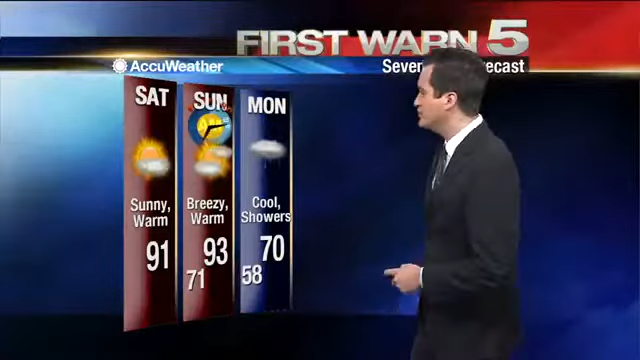 FIRST WARN 5
AccuWeather
Seven ecast
SAT
SUN
MON
Sunny,
Warm
Breezy,
Warm
Cool,
Showers
91
93
70
71
58